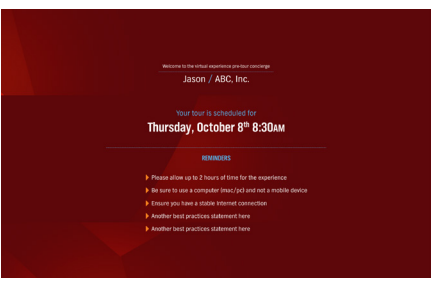 Welcome to the virtual experience pre-tour concierge
Jason / ABC, Inc.
Your tour is scheduled for
Thursday, October 8th 8:30AM
REMINDERS
Please allow up to 2 hours of time for the experience
Be sure to use a computer (mac/pc) and not a mobile device
Ensure you have a stable internet connection
Another best practices statement here
Another best practices statement here